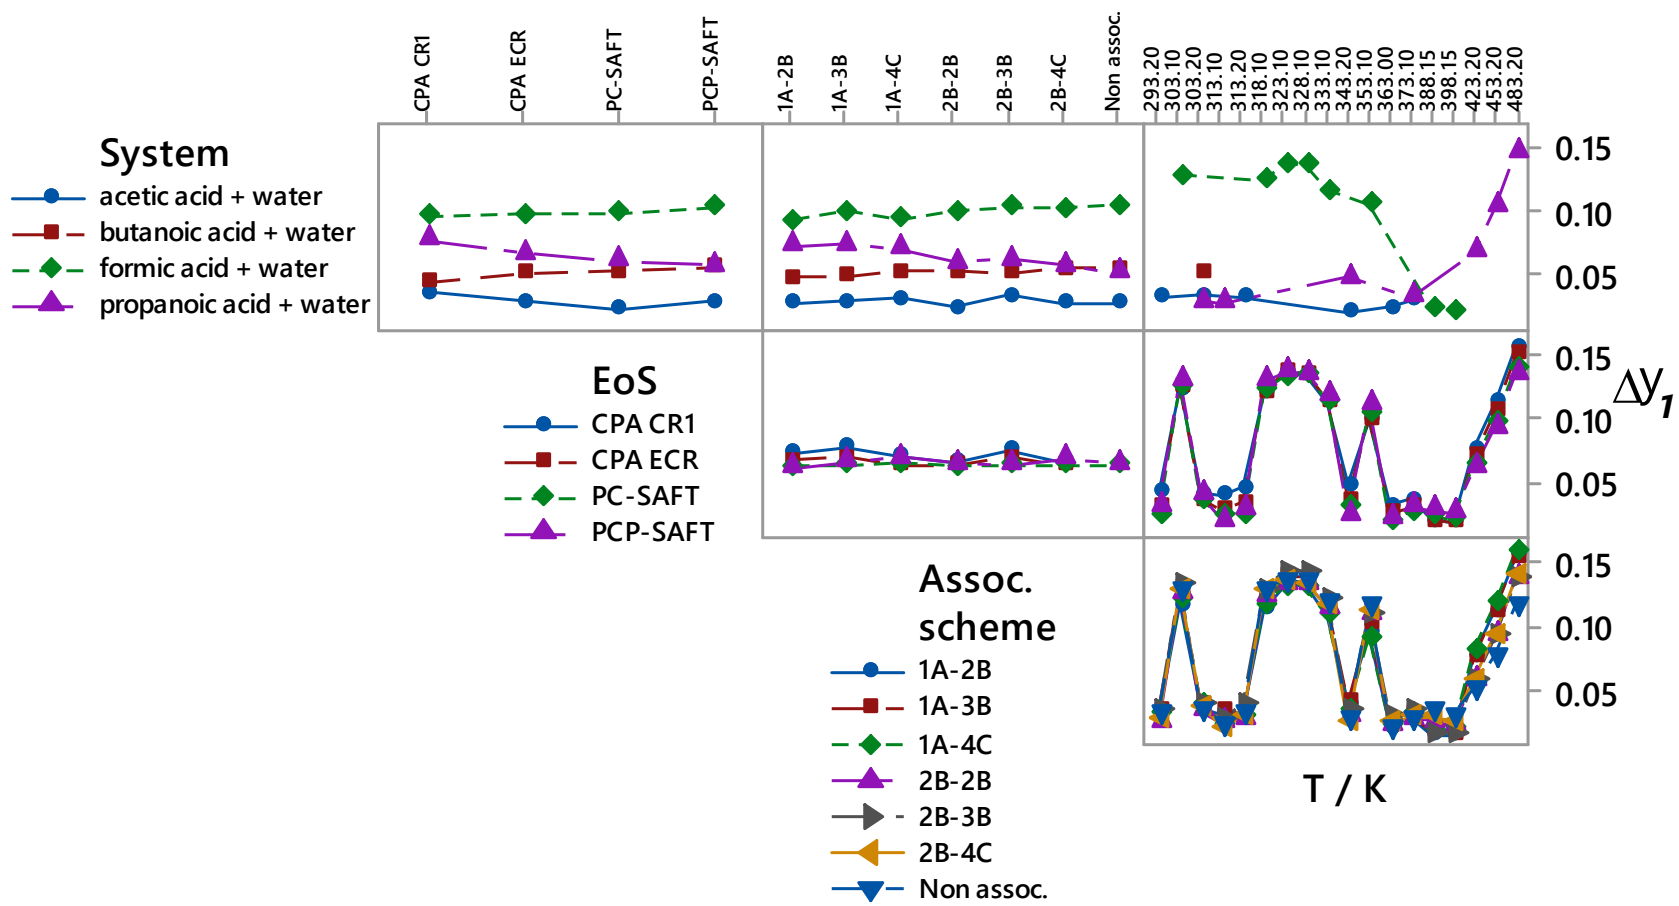 CPA CR1
CPA ECR
PC-SAFT
PCP-SAFT
1A-2B
1A-3B
1A-4C
2B-2B
2B-3B
2B-4C
Non assoc.
293.20
303.10
303.20
313.10
313.20
318.10
323.10
328.10
333.10
343.20
353.10
363.00
373.10
388.15
398.15
423.20
453.20
483.20
System
acetic acid + water
butanoic acid + water
formic acid + water
propanoic acid + water
0.15
0.10
0.05
EoS
CPA CR1
CPA ECR
PC-SAFT
PCP-SAFT
0.15
0.10
0.05
Δy1
Assoc.
scheme
1A-2B
1A-3B
1A-4C
2B-2B
2B-3B
2B-4C
Non assoc.
0.15
0.10
0.05
T / K